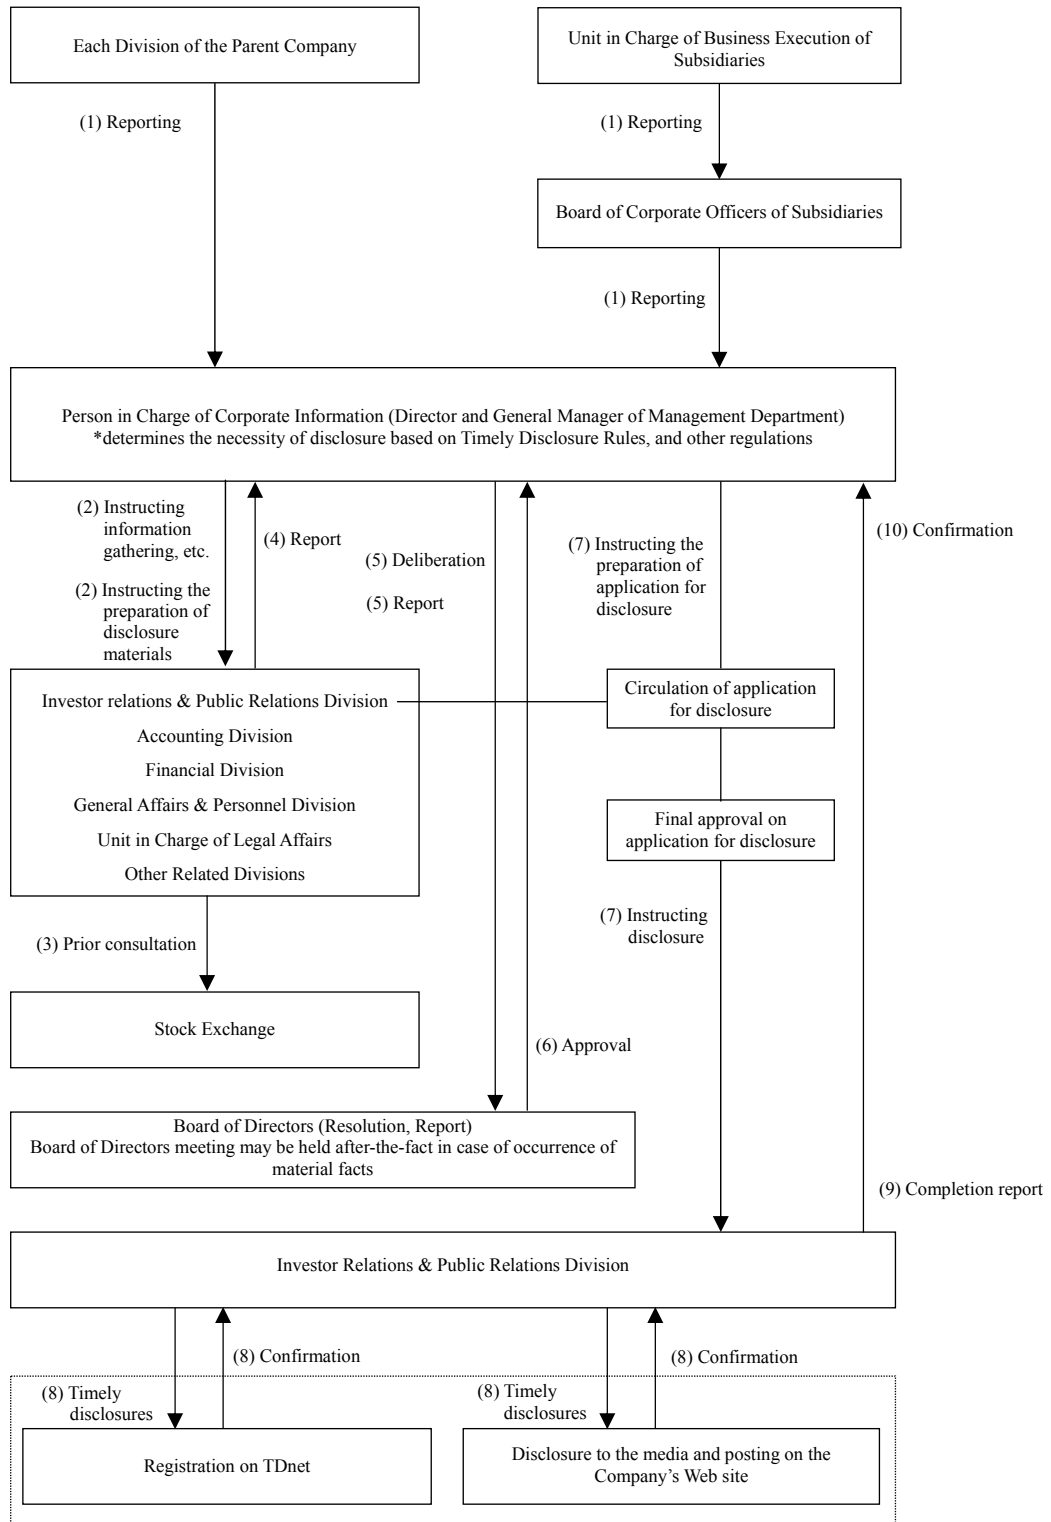 Each Division of the Parent Company
Unit in Charge of Business Execution of
Subsidiaries
(1) Reporting
(1) Reporting
Board of Corporate Officers of Subsidiaries
(1) Reporting
Person in Charge of Corporate Information (Director and General Manager of Management Department)
*determines the necessity of disclosure based on Timely Disclosure Rules, and other regulations
(2) Instructing
information
gathering, etc.
(2) Instructing the
preparation of
disclosure
materials
(4) Report
(5) Deliberation
(5) Report
(7) Instructing the
preparation of
application for
disclosure
(10) Confirmation
Investor relations & Public Relations Division
Accounting Division
Financial Division
General Affairs & Personnel Division
Unit in Charge of Legal Affairs
Other Related Divisions
Circulation of application
for disclosure
Final approval on
application for disclosure
(7) Instructing
disclosure
(3) Prior consultation
Stock Exchange
(6) Approval
Board of Directors (Resolution, Report)
Board of Directors meeting may be held after-the-fact in case of occurrence of
material facts
(9) Completion report
Investor Relations & Public Relations Division
(8) Confirmation
(8) Confirmation
(8) Timely
disclosures
(8) Timely
disclosures
Registration on TDnet
Disclosure to the media and posting on the
Company's Web site